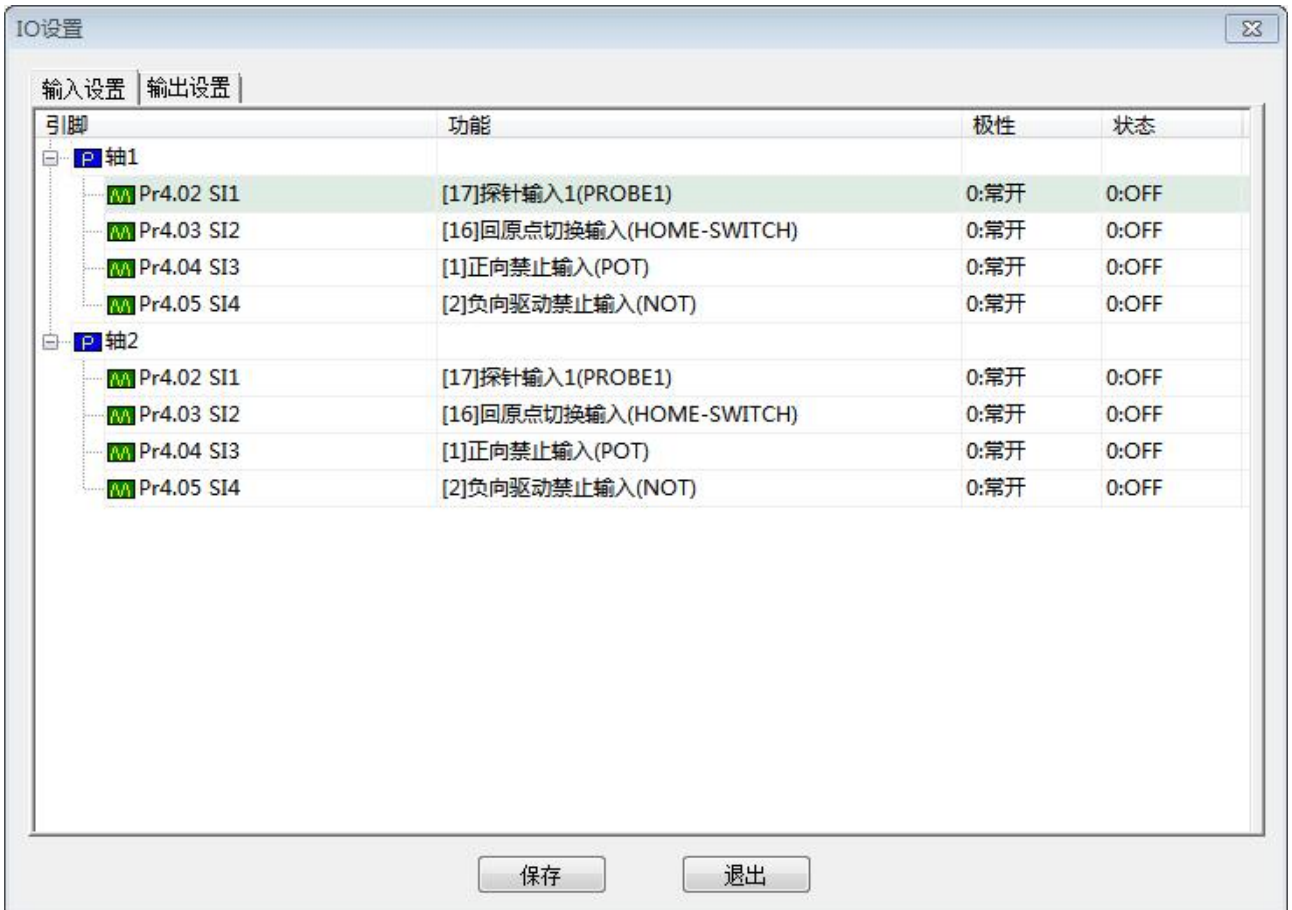 IO设置
输入设置 输出设置
引脚 功能 极性 状态
轴1
Pr4.02 SI1 [17]探针输入1(PROBE1) 0:常开 0:OFF
Pr4.03 SI2 [16]回原点切换输入(HOME-SWITCH) 0:常开 0:OFF
Pr4.04 SI3 [1]正向禁止输入(POT) 0:常开 0:OFF
Pr4.05 SI4 [2]负向驱动禁止输入(NOT) 0:常开 0:OFF
轴2
Pr4.02 SI1 [17]探针输入1(PROBE1) 0:常开 0:OFF
Pr4.03 SI2 [16]回原点切换输入(HOME-SWITCH) 0:常开 0:OFF
Pr4.04 SI3 [1]正向禁止输入(POT) 0:常开 0:OFF
Pr4.05 SI4 [2]负向驱动禁止输入(NOT) 0:常开 0:OFF
保存 退出